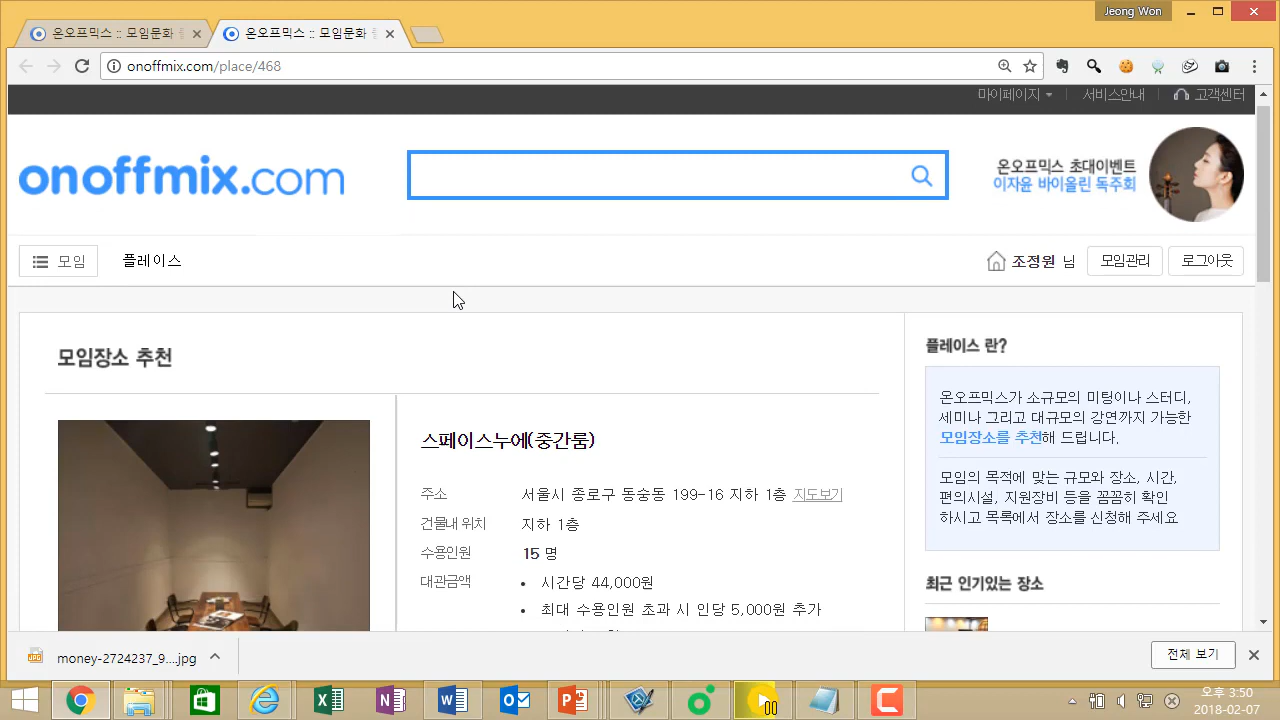 Jeong Won
온오프믹스 :: 모임문화
온오프믹스 :: 모임문화
onoffmix.com/place/468
마이페이지
서비스안내
고객센터
onoffmix.com
온오프믹스 초대이벤트
이자윤 바이올린 독주회
모임
플레이스
조정원 님
모임관리
로그아웃
모임장소 추천
스페이스누에(중간룸)
주소 서울시 종로구 동숭동 199-16 지하 1층 지도보기
건물내 위치 지하 1층
수용인원 15 명
대관금액 • 시간당 44,000원
• 최대 수용인원 초과 시 인당 5,000원 추가
플레이스 란?
온오프믹스가 소규모의 미팅이나 스터디,
세미나 그리고 대규모의 강연까지 가능한
모임장소를 추천해 드립니다.
모임의 목적에 맞는 규모와 장소, 시간,
편의시설, 지원장비 등을 꼼꼼히 확인
하시고 목록에서 장소를 신청해 주세요
최근 인기있는 장소
money-2724237_9....jpg
전체 보기
오후 3:50
2018-02-07